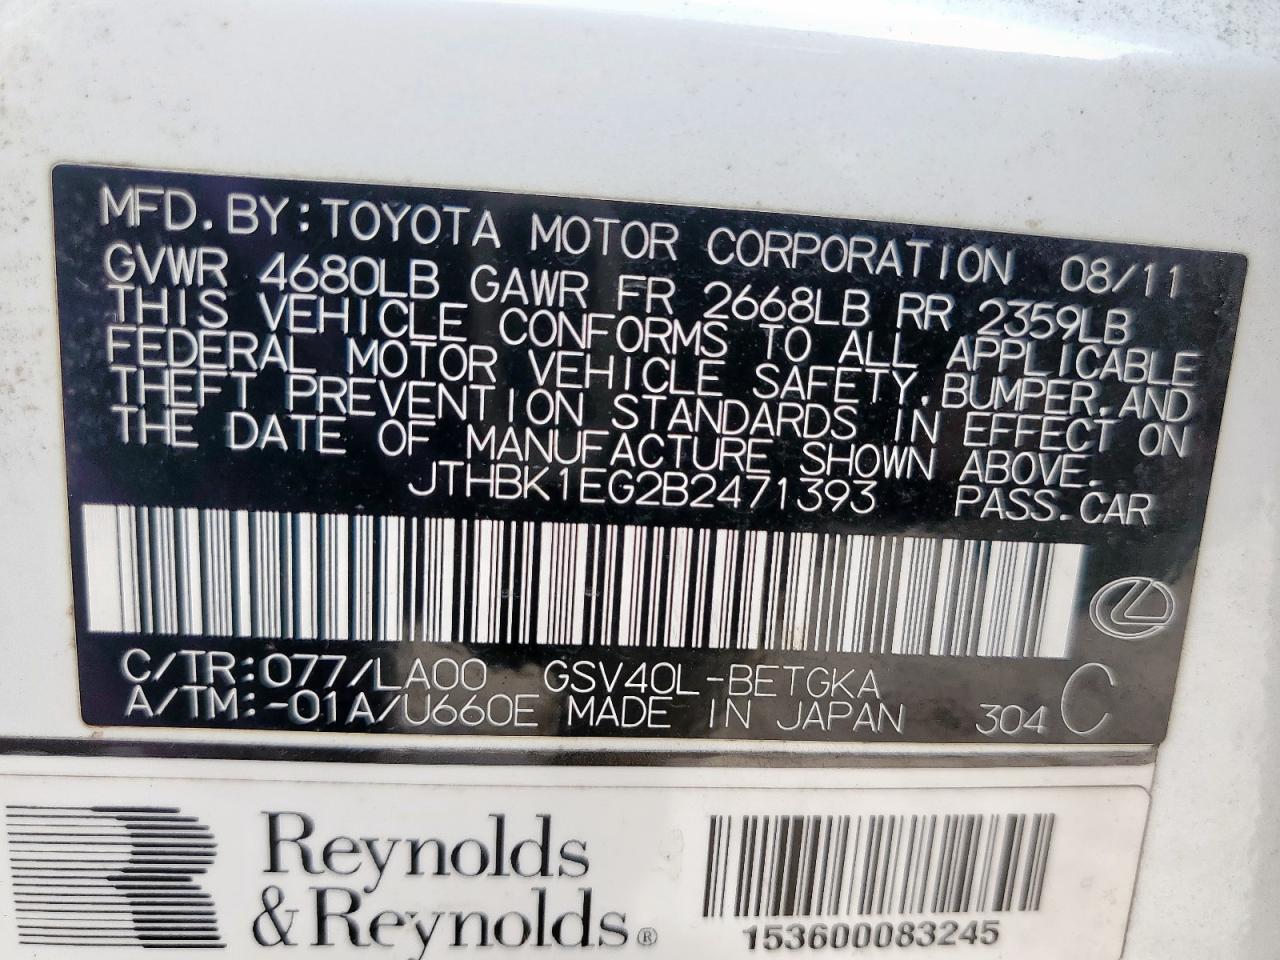 MFD.BY:TOYOTA MOTOR CORPORATION 08/11
GVWR 4680LB GAWR FR 2668LB RR 2359LB
THIS VEHICLE CONFORMS TO ALL APPLICABLE
FEDERAL MOTOR VEHICLE SAFETY, BUMPER, AND
THEFT PREVENTION STANDARDS IN EFFECT ON
THE DATE OF MANUFACTURE SHOWN ABOVE.
JTHBK1EG2B2471393 PASS.CAR
C/TR:077/LA00 GSV40L-BETGKA
A/TM:-01A/U660E MADE IN JAPAN 304 C
Reynolds
& Reynolds®
153600083245